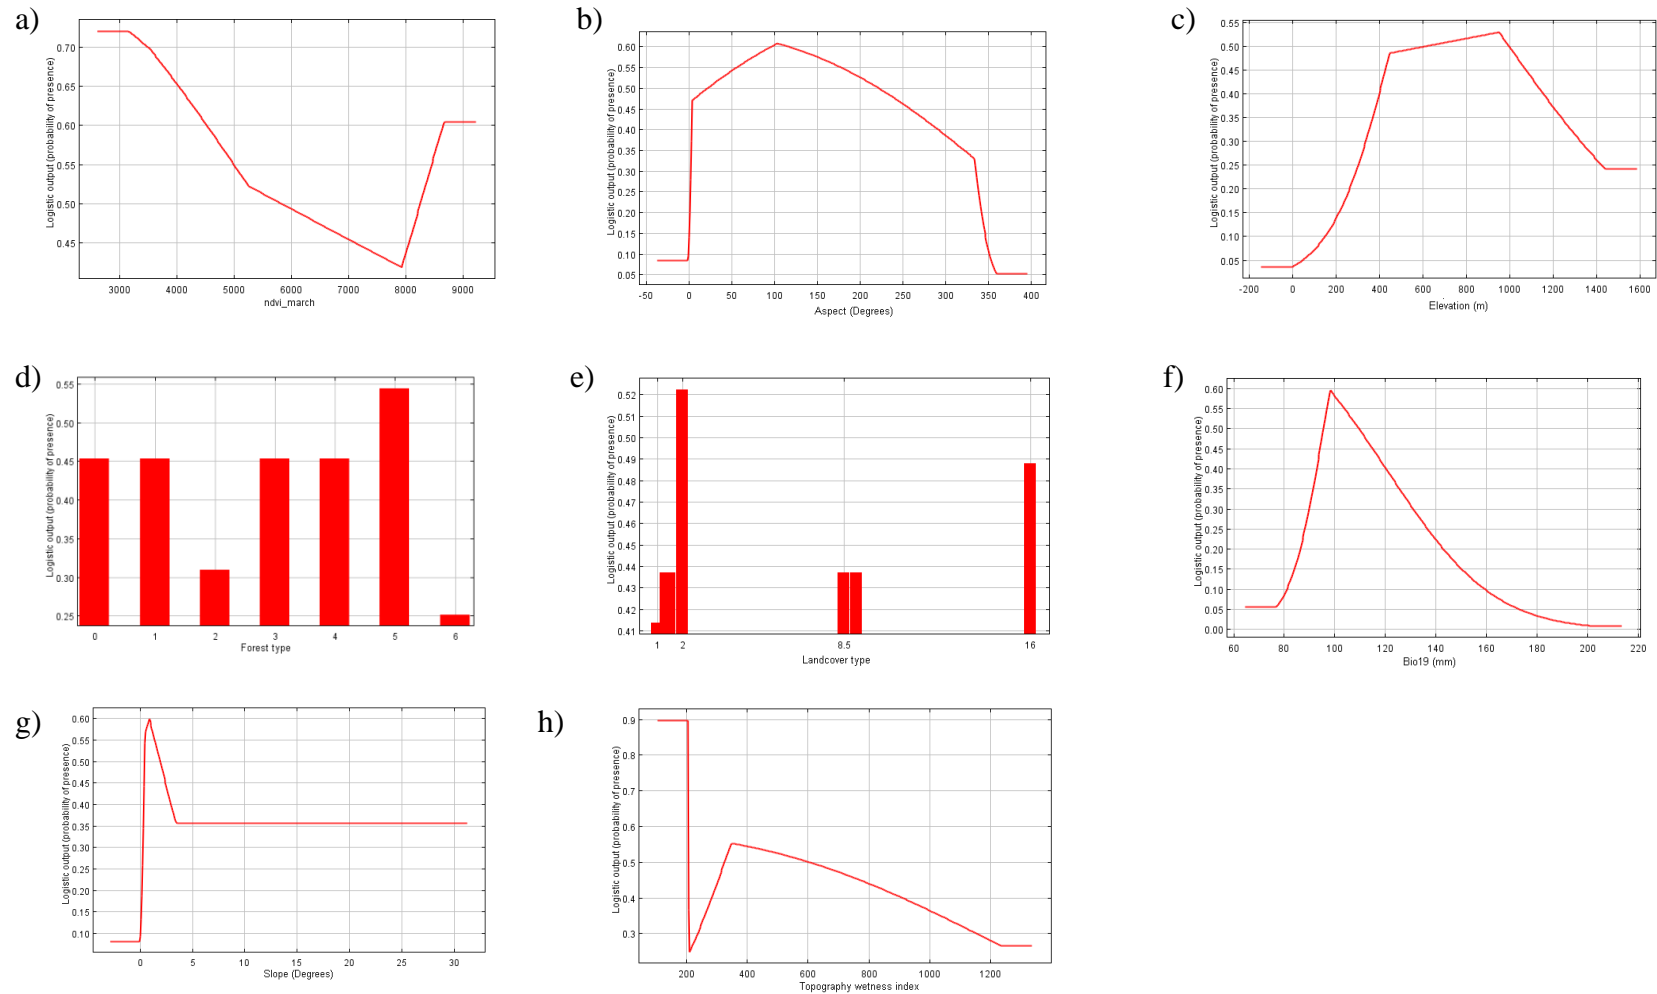 a)
Logistic output (probability of presence)
0.70
0.65
0.60
0.55
0.50
0.45
3000 4000 5000 6000 7000 8000 9000
ndvi_march
b)
Logistic output (probability of presence)
0.60
0.55
0.50
0.45
0.40
0.35
0.30
0.25
0.20
0.15
0.10
0.05
-50 0 50 100 150 200 250 300 350 400
Aspect (Degrees)
c)
Logistic output (probability of presence)
0.55
0.50
0.45
0.40
0.35
0.30
0.25
0.20
0.15
0.10
0.05
-200 0 200 400 600 800 1000 1200 1400 1600
Elevation (m)
d)
Logistic output (probability of presence)
0.55
0.50
0.45
0.40
0.35
0.30
0.25
0 1 2 3 4 5 6
Forest type
e)
Logistic output (probability of presence)
0.52
0.51
0.50
0.49
0.48
0.47
0.46
0.45
0.44
0.43
0.42
0.41
1 2 8.5 16
Landcover type
f)
Logistic output (probability of presence)
0.60
0.55
0.50
0.45
0.40
0.35
0.30
0.25
0.20
0.15
0.10
0.05
0.00
60 80 100 120 140 160 180 200 220
Bio19 (mm)
g)
Logistic output (probability of presence)
0.60
0.55
0.50
0.45
0.40
0.35
0.30
0.25
0.20
0.15
0.10
0 5 10 15 20 25 30
Slope (Degrees)
h)
Logistic output (probability of presence)
0.9
0.8
0.7
0.6
0.5
0.4
0.3
200 400 600 800 1000 1200
Topography wetness index